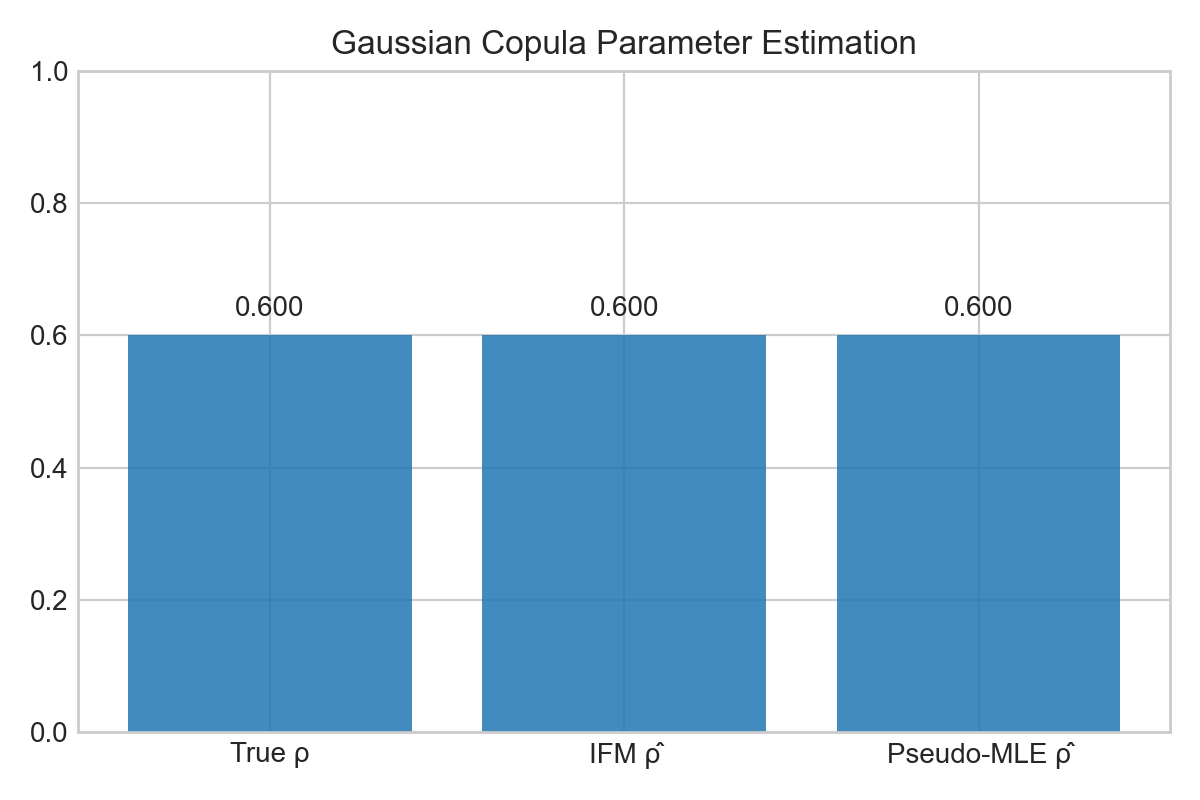 Gaussian Copula Parameter Estimation
1.0
0.8
0.6
0.4
0.2
0.0
0.600 0.600 0.600
True ρ IFM ρ̂ Pseudo-MLE ρ̂